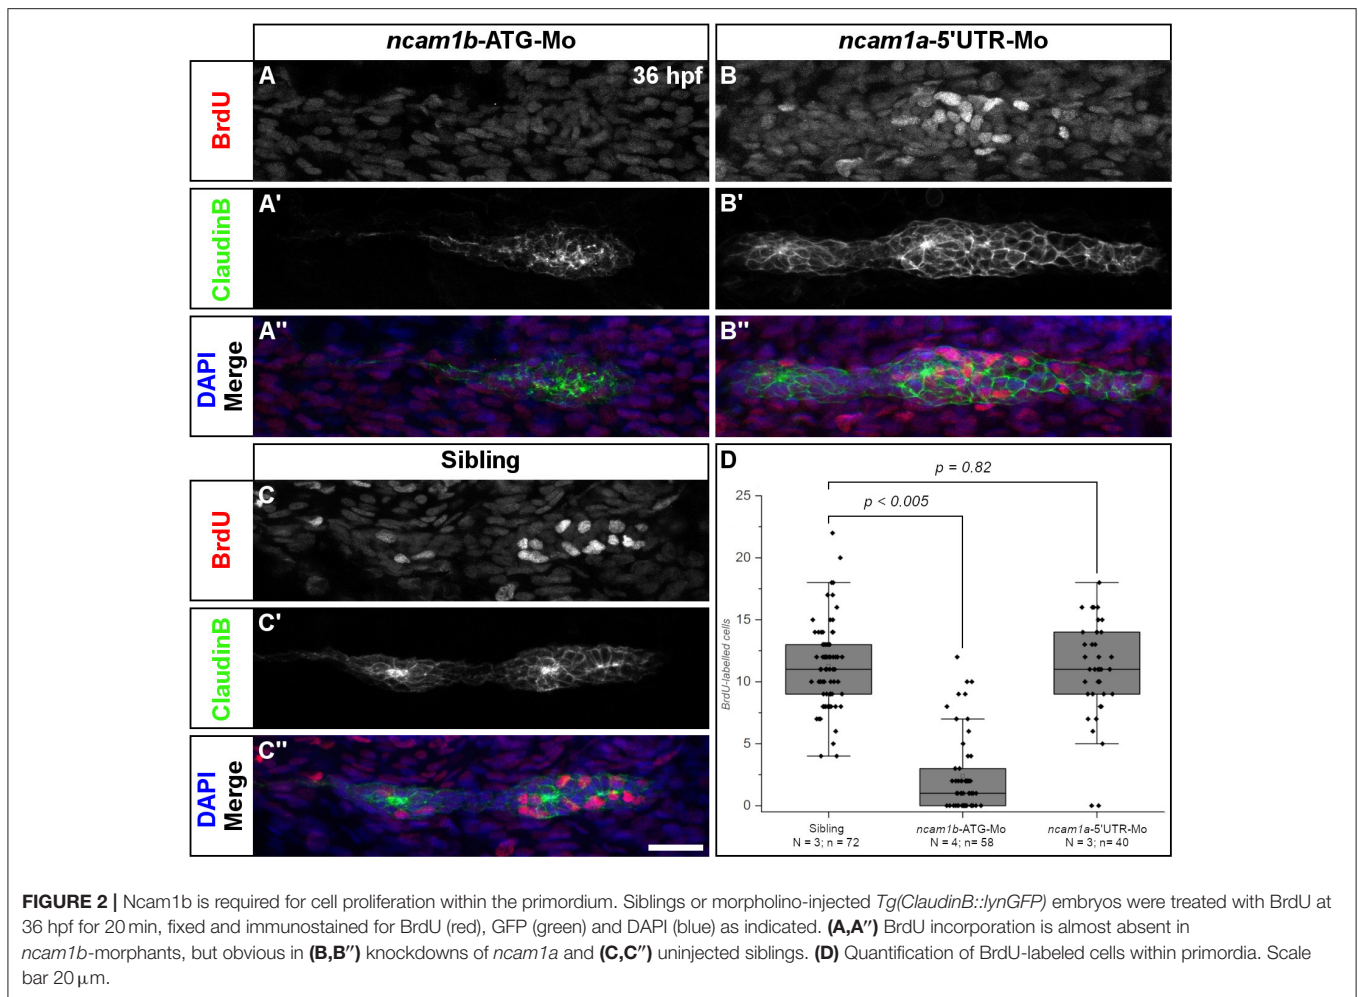 ncam1b-ATG-Mo
ncam1a-5'UTR-Mo
BrdU
A
36 hpf
B
ClaudinB
A'
B'
DAPI
Merge
A''
B''
Sibling
BrdU
C
ClaudinB
C'
DAPI
Merge
C''
D
p = 0.82
p < 0.005
BrdU-labelled cells
25
20
15
10
5
0
Sibling
N = 3; n = 72
ncam1b-ATG-Mo
N = 4; n= 58
ncam1a-5'UTR-Mo
N = 3; n= 40
FIGURE 2 | Ncam1b is required for cell proliferation within the primordium. Siblings or morpholino-injected Tg(ClaudinB::lynGFP) embryos were treated with BrdU at
36 hpf for 20 min, fixed and immunostained for BrdU (red), GFP (green) and DAPI (blue) as indicated. (A,A″) BrdU incorporation is almost absent in
ncam1b-morphants, but obvious in (B,B″) knockdowns of ncam1a and (C,C″) uninjected siblings. (D) Quantification of BrdU-labeled cells within primordia. Scale
bar 20 μm.